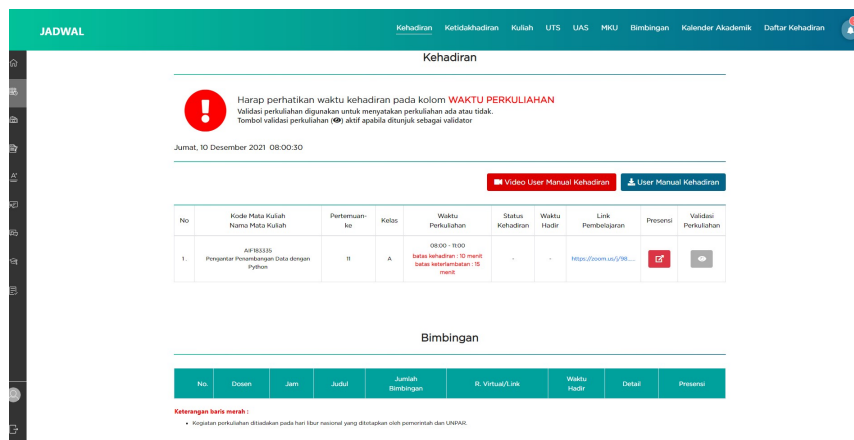 JADWAL
Kehadiran Ketidakhadiran Kuliah UTS UAS MKU Bimbingan Kalender Akademik Daftar Kehadiran
Kehadiran
Harap perhatikan waktu kehadiran pada kolom WAKTU PERKULIAHAN
Validasi perkuliahan digunakan untuk menyatakan perkuliahan ada atau tidak.
Tombol validasi perkuliahan () aktif apabila ditunjuk sebagai validator
Jumat, 10 Desember 2021 08:00:30
Video User Manual Kehadiran
User Manual Kehadiran
No
Kode Mata Kuliah
Nama Mata Kuliah
Pertemuan-
ke
Kelas
Waktu
Perkuliahan
Status
Kehadiran
Waktu
Hadir
Link
Pembelajaran
Presensi
Validasi
Perkuliahan
1.
AIF183335
Pengantar Penambangan Data dengan
Python
11
A
08:00 - 11:00
batas kehadiran : 10 menit
batas keterlambatan : 15
menit
-
-
https://zoom.us/j/98.....
Bimbingan
No.
Dosen
Jam
Judul
Jumlah
Bimbingan
R. Virtual/Link
Waktu
Hadir
Detail
Presensi
Keterangan baris merah :
• Kegiatan perkuliahan ditiadakan pada hari libur nasional yang ditetapkan oleh pemerintah dan UNPAR.